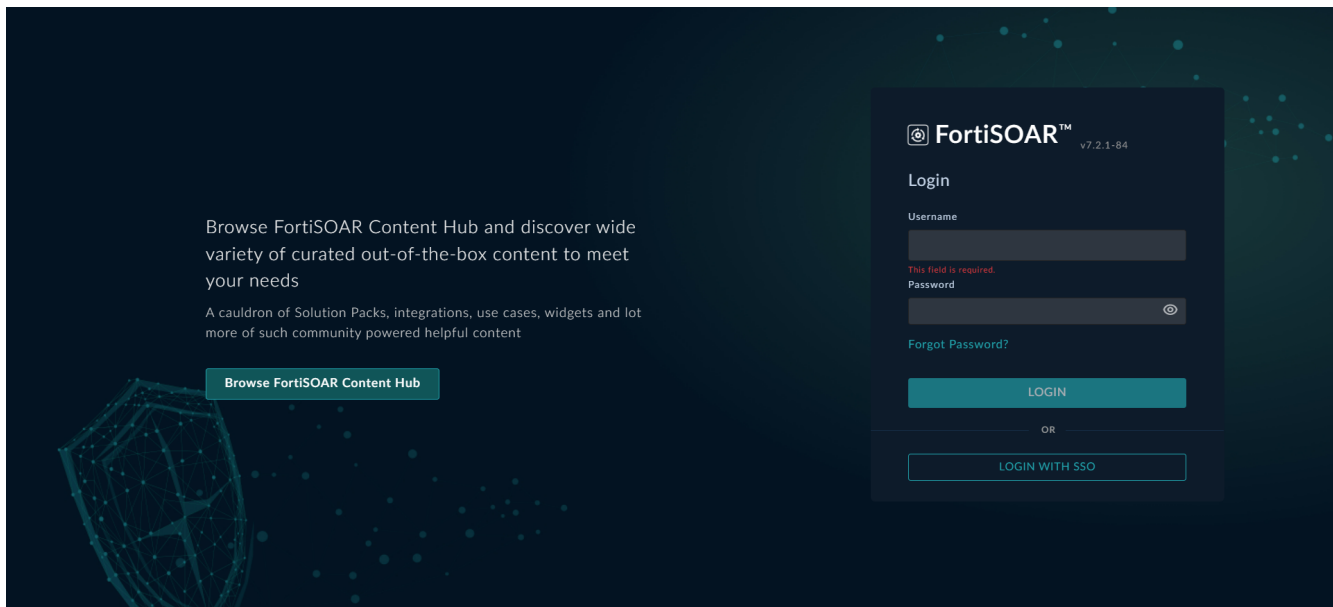 Browse FortiSOAR Content Hub and discover wide
variety of curated out-of-the-box content to meet
your needs
A cauldron of Solution Packs, integrations, use cases, widgets and lot
more of such community powered helpful content
Browse FortiSOAR Content Hub
FortiSOAR™ v7.2.1-84
Login
Username
This field is required.
Password
Forgot Password?
LOGIN
OR
LOGIN WITH SSO